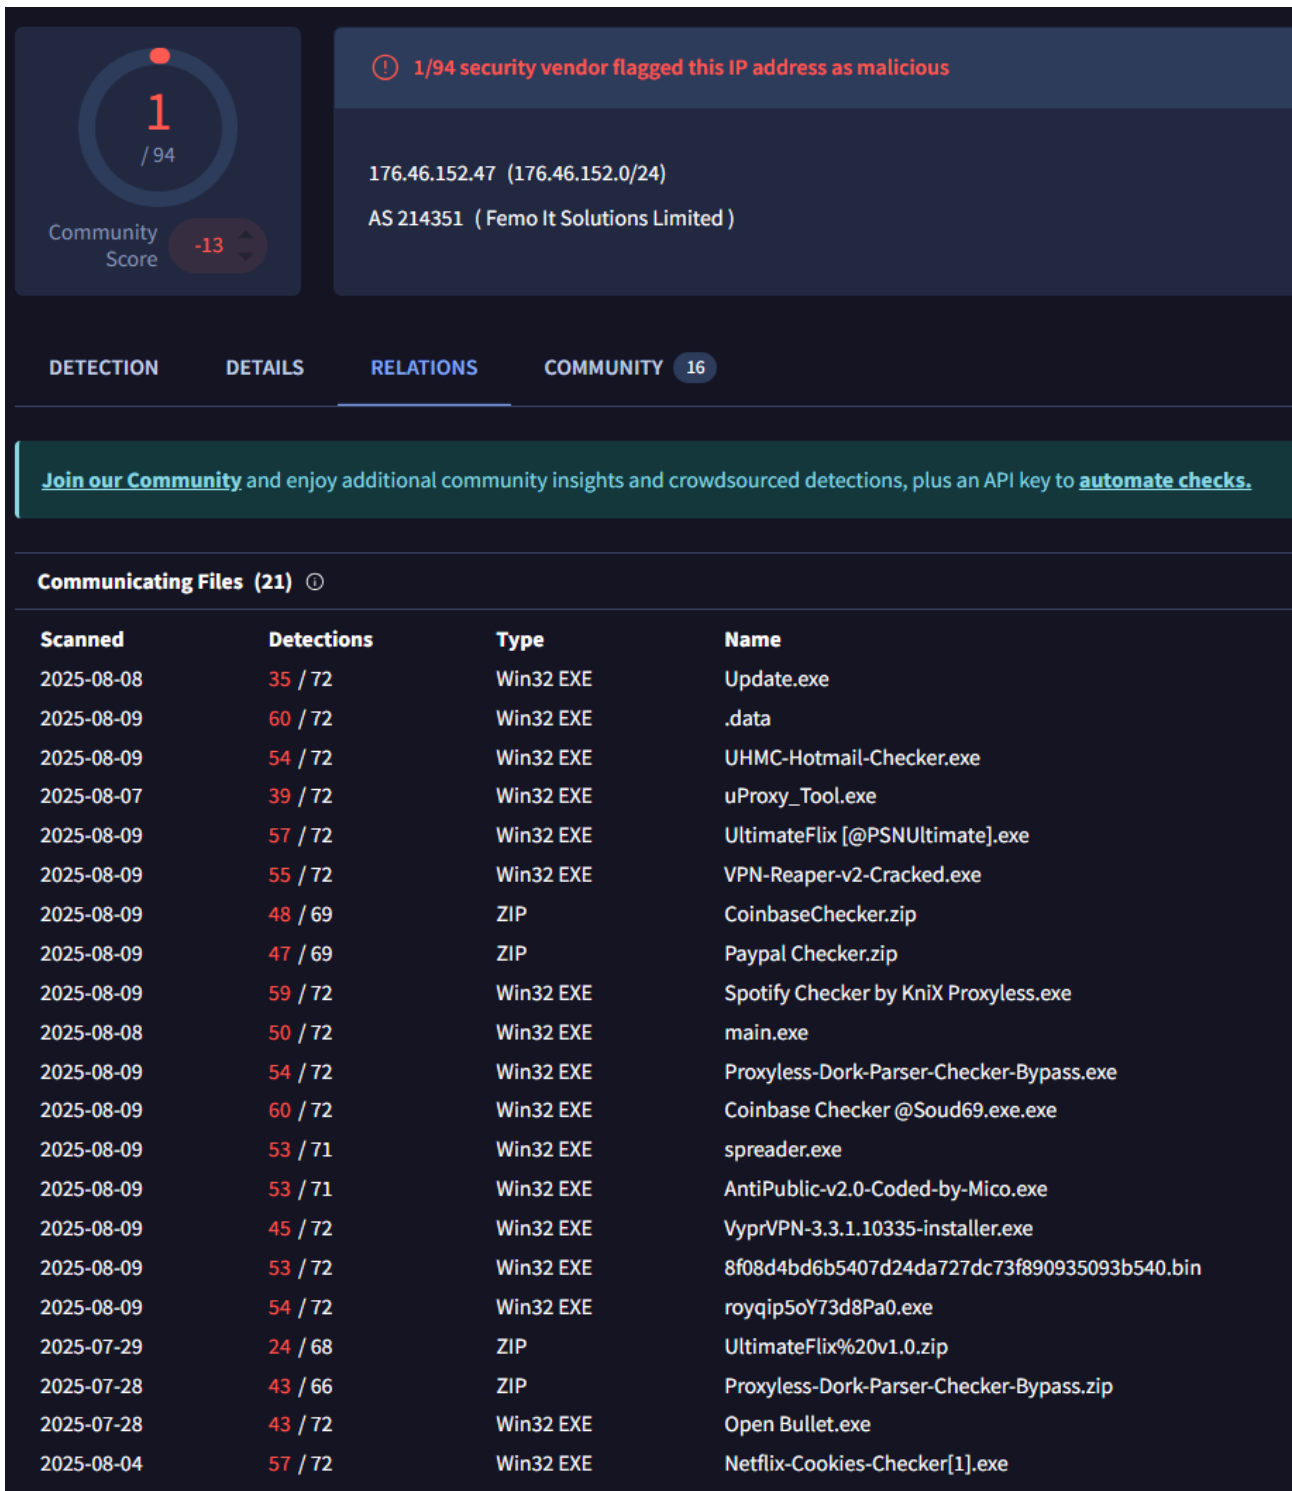 1
/ 94
Community Score
-13
1/94 security vendor flagged this IP address as malicious
176.46.152.47 (176.46.152.0/24)
AS 214351 ( Femo It Solutions Limited )
DETECTION DETAILS RELATIONS COMMUNITY 16
Join our Community and enjoy additional community insights and crowdsourced detections, plus an API key to automate checks.
Communicating Files (21)
Scanned Detections Type Name
2025-08-08 35 / 72 Win32 EXE Update.exe
2025-08-09 60 / 72 Win32 EXE .data
2025-08-09 54 / 72 Win32 EXE UHMC-Hotmail-Checker.exe
2025-08-07 39 / 72 Win32 EXE uProxy_Tool.exe
2025-08-09 57 / 72 Win32 EXE UltimateFlix [@PSNUltimate].exe
2025-08-09 55 / 72 Win32 EXE VPN-Reaper-v2-Cracked.exe
2025-08-09 48 / 69 ZIP CoinbaseChecker.zip
2025-08-09 47 / 69 ZIP Paypal Checker.zip
2025-08-09 59 / 72 Win32 EXE Spotify Checker by KniX Proxyless.exe
2025-08-08 50 / 72 Win32 EXE main.exe
2025-08-09 54 / 72 Win32 EXE Proxyless-Dork-Parser-Checker-Bypass.exe
2025-08-09 60 / 72 Win32 EXE Coinbase Checker @Soud69.exe.exe
2025-08-09 53 / 71 Win32 EXE spreader.exe
2025-08-09 53 / 71 Win32 EXE AntiPublic-v2.0-Coded-by-Mico.exe
2025-08-09 45 / 72 Win32 EXE VyprVPN-3.3.1.10335-installer.exe
2025-08-09 53 / 72 Win32 EXE 8f08d4bd6b5407d24da727dc73f890935093b540.bin
2025-08-09 54 / 72 Win32 EXE royqip5oY73d8Pa0.exe
2025-07-29 24 / 68 ZIP UltimateFlix%20v1.0.zip
2025-07-28 43 / 66 ZIP Proxyless-Dork-Parser-Checker-Bypass.zip
2025-07-28 43 / 72 Win32 EXE Open Bullet.exe
2025-08-04 57 / 72 Win32 EXE Netflix-Cookies-Checker[1].exe